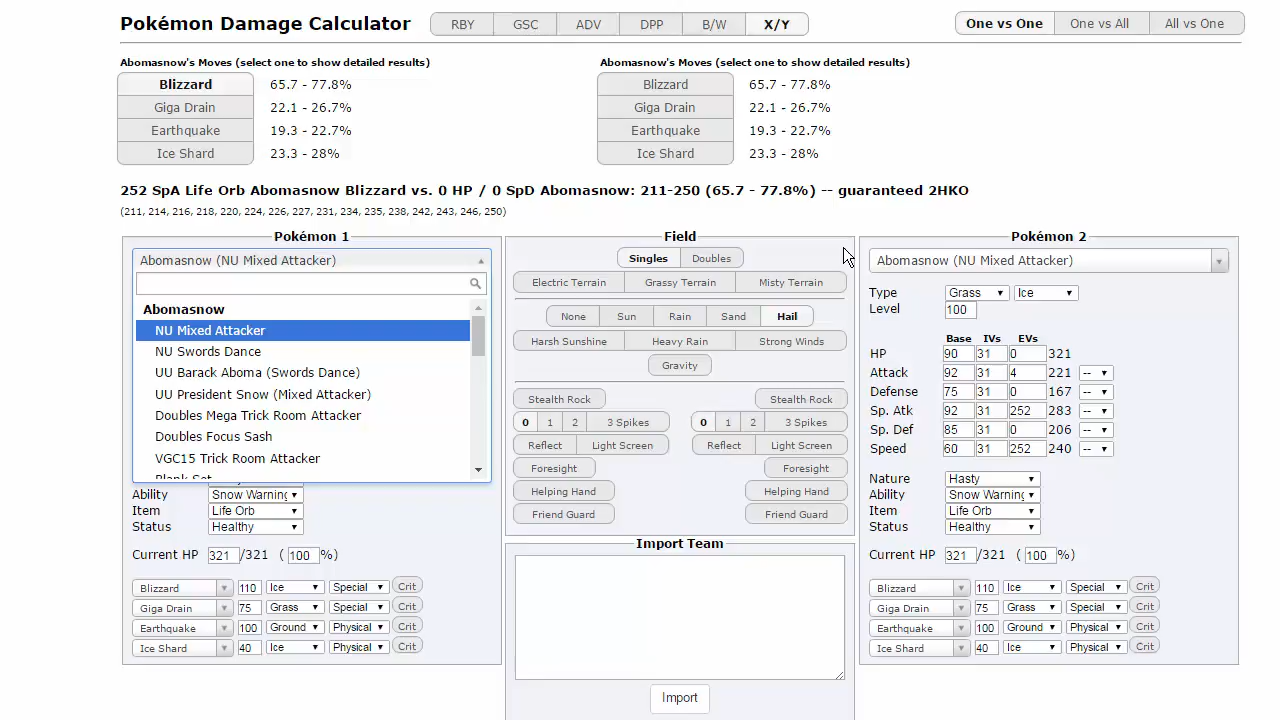 Pokémon Damage Calculator RBY GSC ADV DPP B/W X/Y One vs One One vs All All vs One
Abomasnow's Moves (select one to show detailed results) Abomasnow's Moves (select one to show detailed results)
Blizzard 65.7 - 77.8% Blizzard 65.7 - 77.8%
Giga Drain 22.1 - 26.7% Giga Drain 22.1 - 26.7%
Earthquake 19.3 - 22.7% Earthquake 19.3 - 22.7%
Ice Shard 23.3 - 28% Ice Shard 23.3 - 28%
252 SpA Life Orb Abomasnow Blizzard vs. 0 HP / 0 SpD Abomasnow: 211-250 (65.7 - 77.8%) -- guaranteed 2HKO
(211, 214, 216, 218, 220, 224, 226, 227, 231, 234, 235, 238, 242, 243, 246, 250)
Pokémon 1
Abomasnow (NU Mixed Attacker)
Abomasnow
NU Mixed Attacker
NU Swords Dance
UU Barack Aboma (Swords Dance)
UU President Snow (Mixed Attacker)
Doubles Mega Trick Room Attacker
Doubles Focus Sash
VGC15 Trick Room Attacker
Blank Set
Ability Snow Warning
Item Life Orb
Status Healthy
Current HP 321 /321 ( 100 %)
Blizzard 110 Ice Special Crit
Giga Drain 75 Grass Special Crit
Earthquake 100 Ground Physical Crit
Ice Shard 40 Ice Physical Crit
Field
Singles Doubles
Electric Terrain Grassy Terrain Misty Terrain
None Sun Rain Sand Hail
Harsh Sunshine Heavy Rain Strong Winds
Gravity
Stealth Rock Stealth Rock
0 1 2 3 Spikes 0 1 2 3 Spikes
Reflect Light Screen Reflect Light Screen
Foresight Foresight
Helping Hand Helping Hand
Friend Guard Friend Guard
Import Team
Import
Pokémon 2
Abomasnow (NU Mixed Attacker)
Type Grass Ice
Level 100
Base IVs EVs
HP 90 31 0 321
Attack 92 31 4 221 --
Defense 75 31 0 167 --
Sp. Atk 92 31 252 283 --
Sp. Def 85 31 0 206 --
Speed 60 31 252 240 --
Nature Hasty
Ability Snow Warning
Item Life Orb
Status Healthy
Current HP 321 /321 ( 100 %)
Blizzard 110 Ice Special Crit
Giga Drain 75 Grass Special Crit
Earthquake 100 Ground Physical Crit
Ice Shard 40 Ice Physical Crit